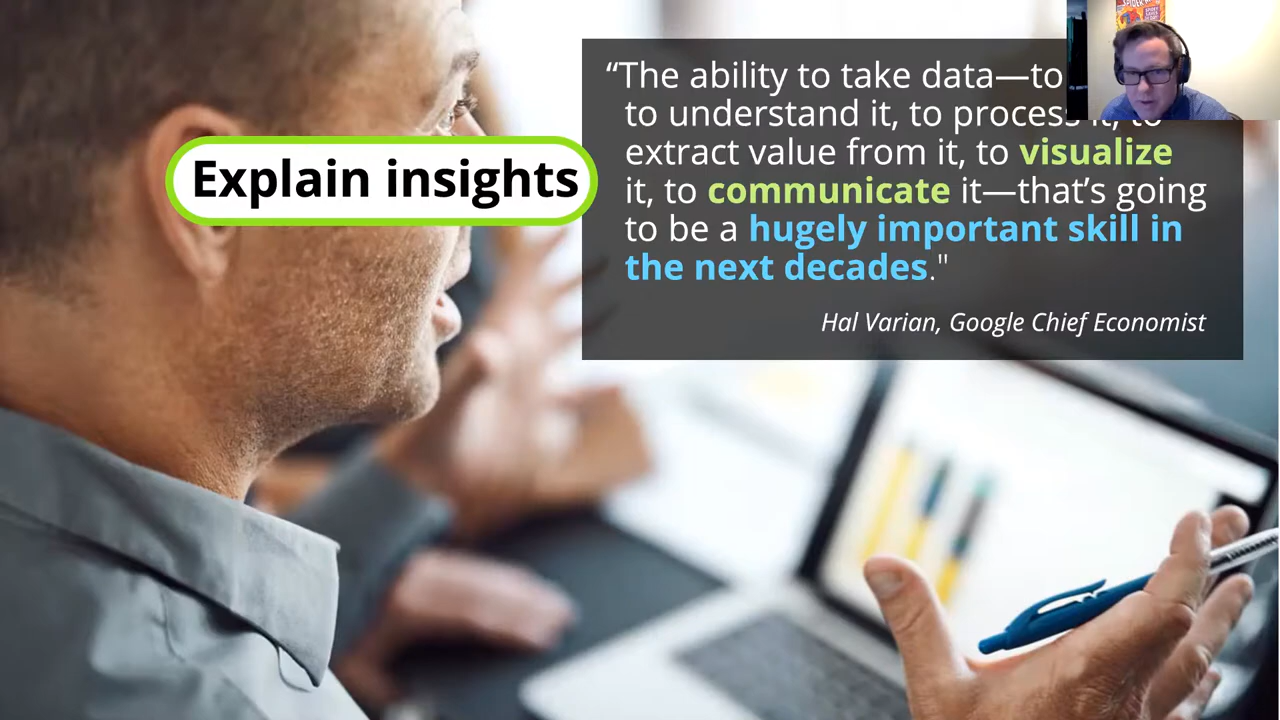 Explain insights
“The ability to take data—to
to understand it, to process it, to
extract value from it, to visualize
it, to communicate it—that’s going
to be a hugely important skill in
the next decades."
Hal Varian, Google Chief Economist